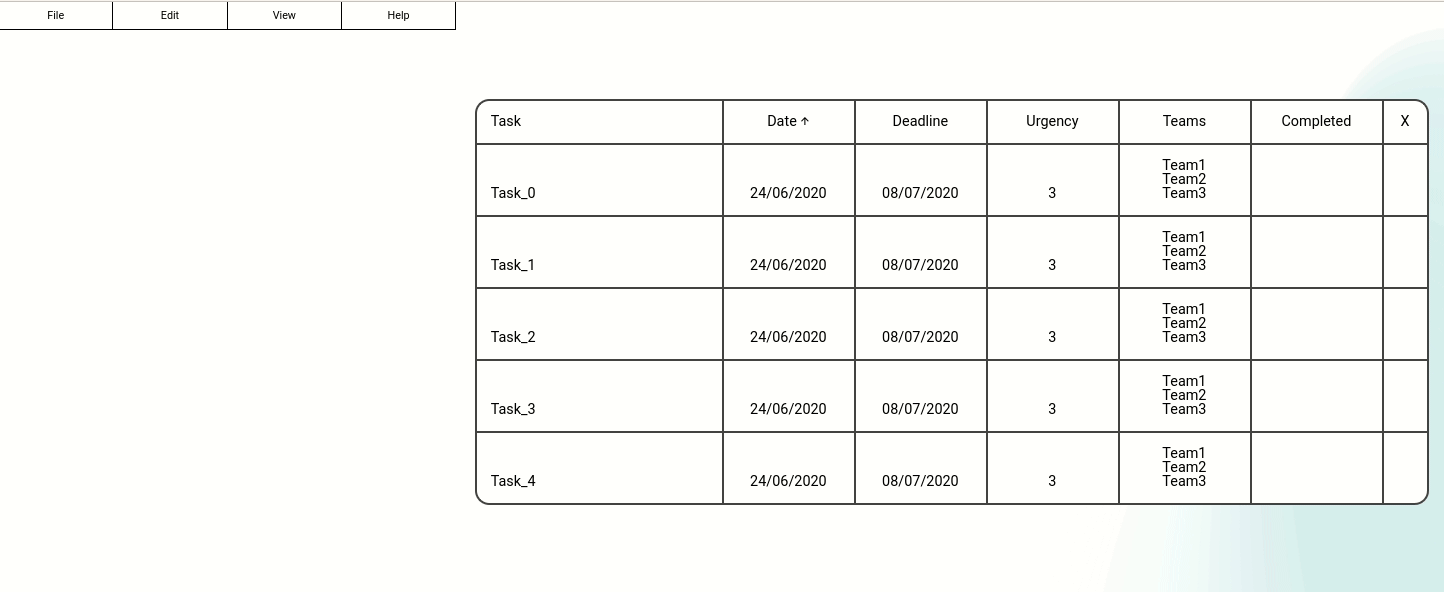 File Edit View Help
Task Date ↑ Deadline Urgency Teams Completed X
Team1
Team2
Task_0 24/06/2020 08/07/2020 3 Team3
Team1
Team2
Task_1 24/06/2020 08/07/2020 3 Team3
Team1
Team2
Task_2 24/06/2020 08/07/2020 3 Team3
Team1
Team2
Task_3 24/06/2020 08/07/2020 3 Team3
Team1
Team2
Task_4 24/06/2020 08/07/2020 3 Team3